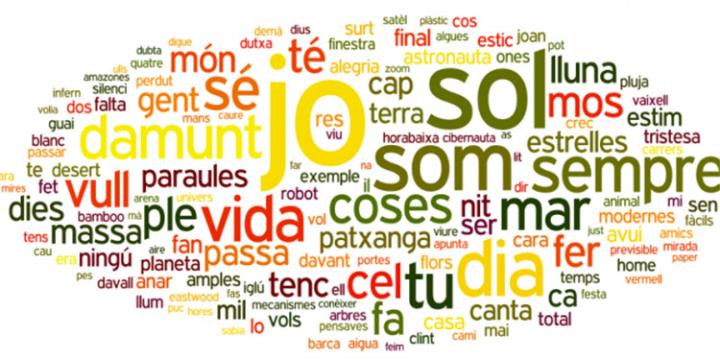 satèl plàstic cos
demà dius surt algues
digue dutxa finestra final estic joan
dubta món té alegria zoom astronauta ones pot
quatre
ulls perdut cap lluna pluja
amazones
silenci sé jo sol
infern gent terra mos vaixell
volia dos falta mans caure res crec estim
guai damunt viu horabaixa cibernauta as
blanc tristesa
passar som lit estrelles carrers
te desert far na
ara fet paraules exemple sempre
mires vull univers robot il dir
arena coses nit mar animal mi sen
dies bamboo mà ple vida vol modernes fàcils
massa viure ser just
tens aire fan patxanga apunta cara avui amics
cau era ningú passa fer previsible mirada
planeta davant portes flors home paper
pes tu dia temps vermell
davall anar amples iglú tenc ell cel
eastwood fas ca festa
llum mil mecanismes conèixer fa canta
puc hores arbres casa total
sabia lo vols pensaves cami mai
clint
barca aigua feim